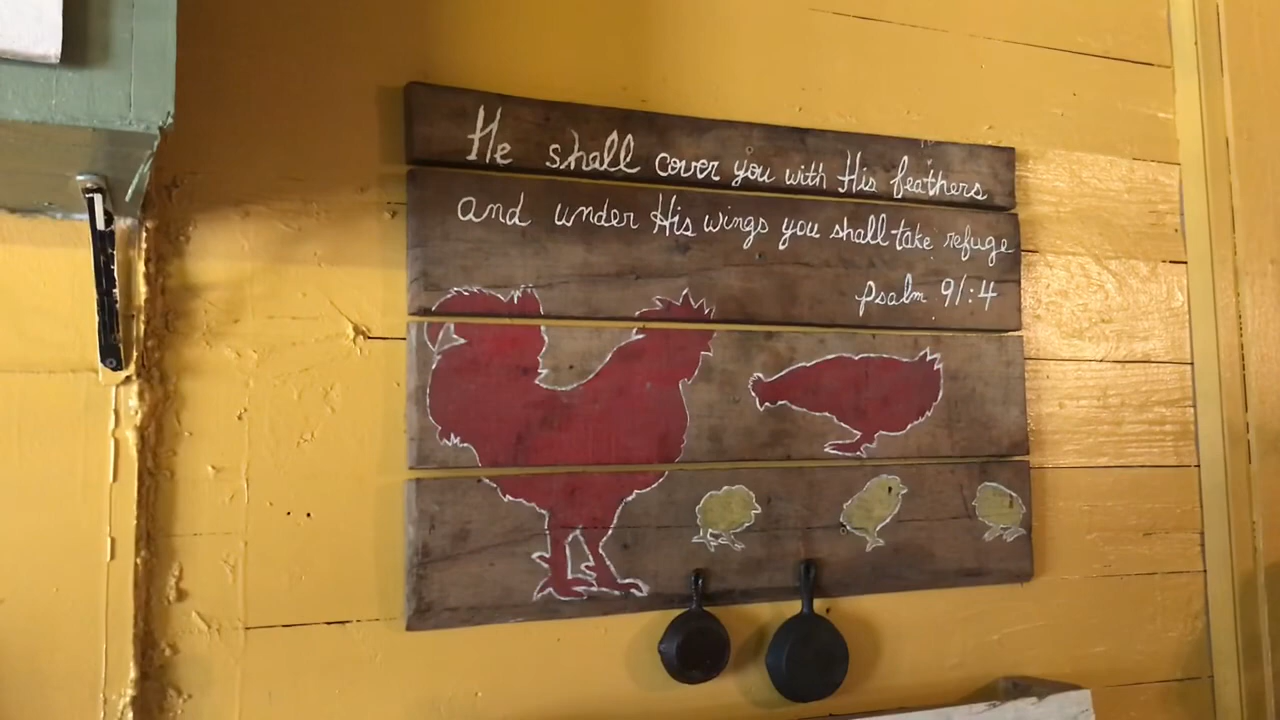 He shall cover you with His feathers
and under His wings you shall take refuge
psalm 91:4